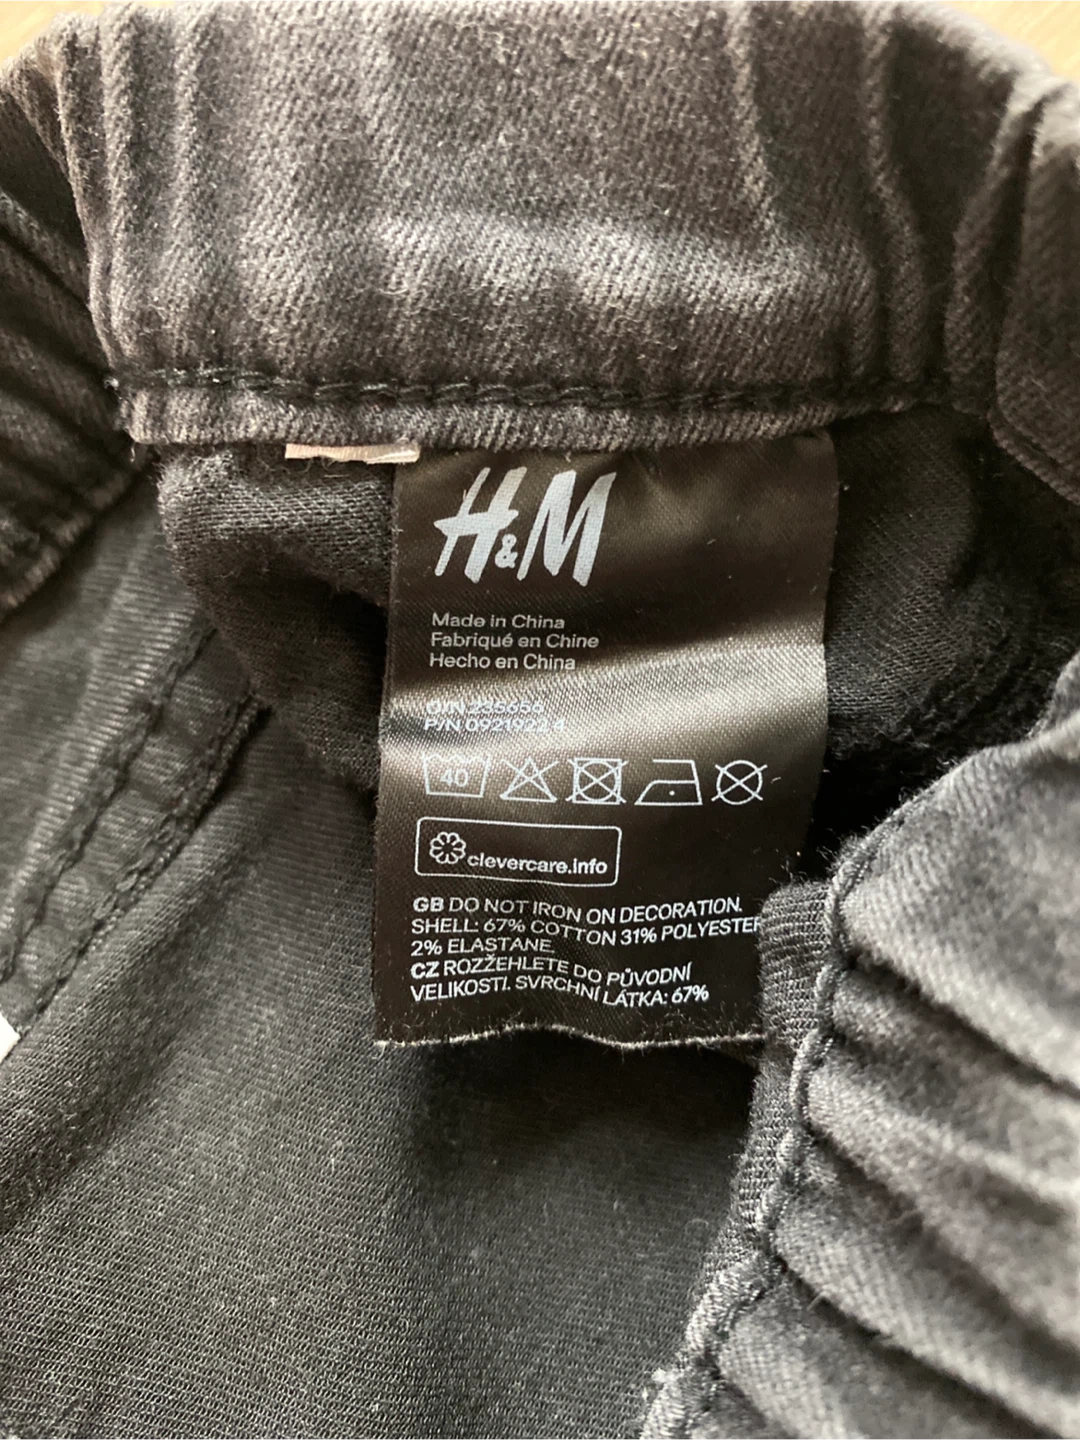 H&M
Made in China
Fabriqué en Chine
Hecho en China
O/N 235656
P/N
40
clevercare.info
GB DO NOT IRON ON DECORATION.
SHELL: 67% COTTON 31% POLYESTER
2% ELASTANE.
CZ ROZŽEHLETE DO PŮVODNÍ
VELIKOSTI. SVRCHNÍ LÁTKA: 67%